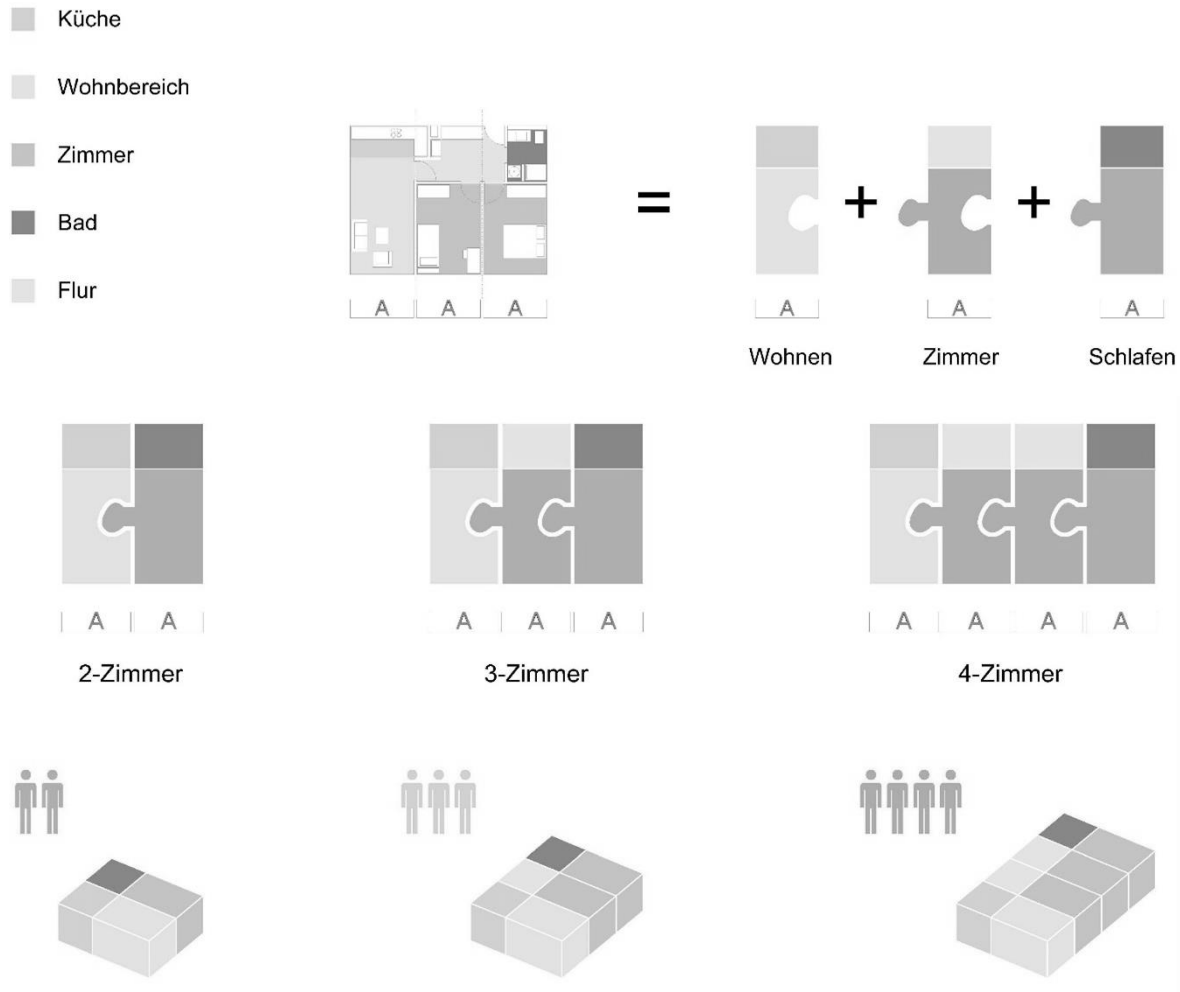 Küche
Wohnbereich
Zimmer
Bad
Flur
= + +
A A A A A A
Wohnen Zimmer Schlafen
A A A A A A A A A
2-Zimmer 3-Zimmer 4-Zimmer